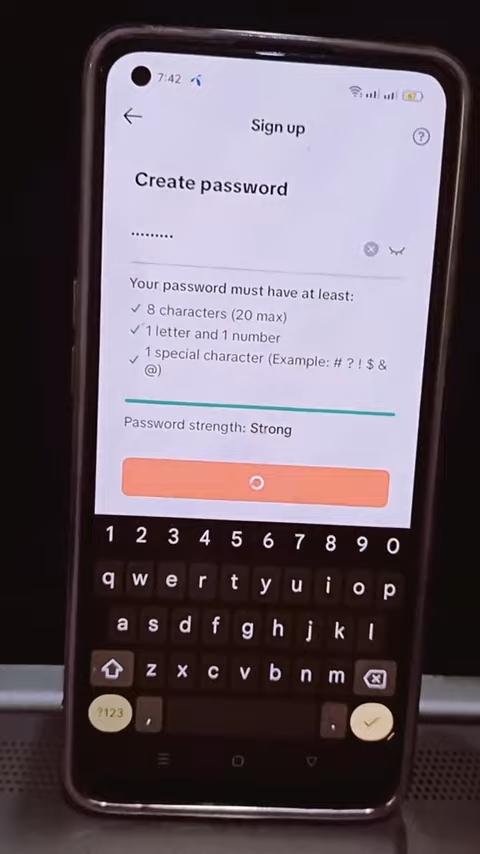 7:42
Sign up
?
Create password
•••••••••
Your password must have at least:
✓ 8 characters (20 max)
✓ 1 letter and 1 number
✓ 1 special character (Example: # ? ! $ &
@)
Password strength: Strong
1 2 3 4 5 6 7 8 9 0
q w e r t y u i o p
a s d f g h j k l
z x c v b n m
?123 , .